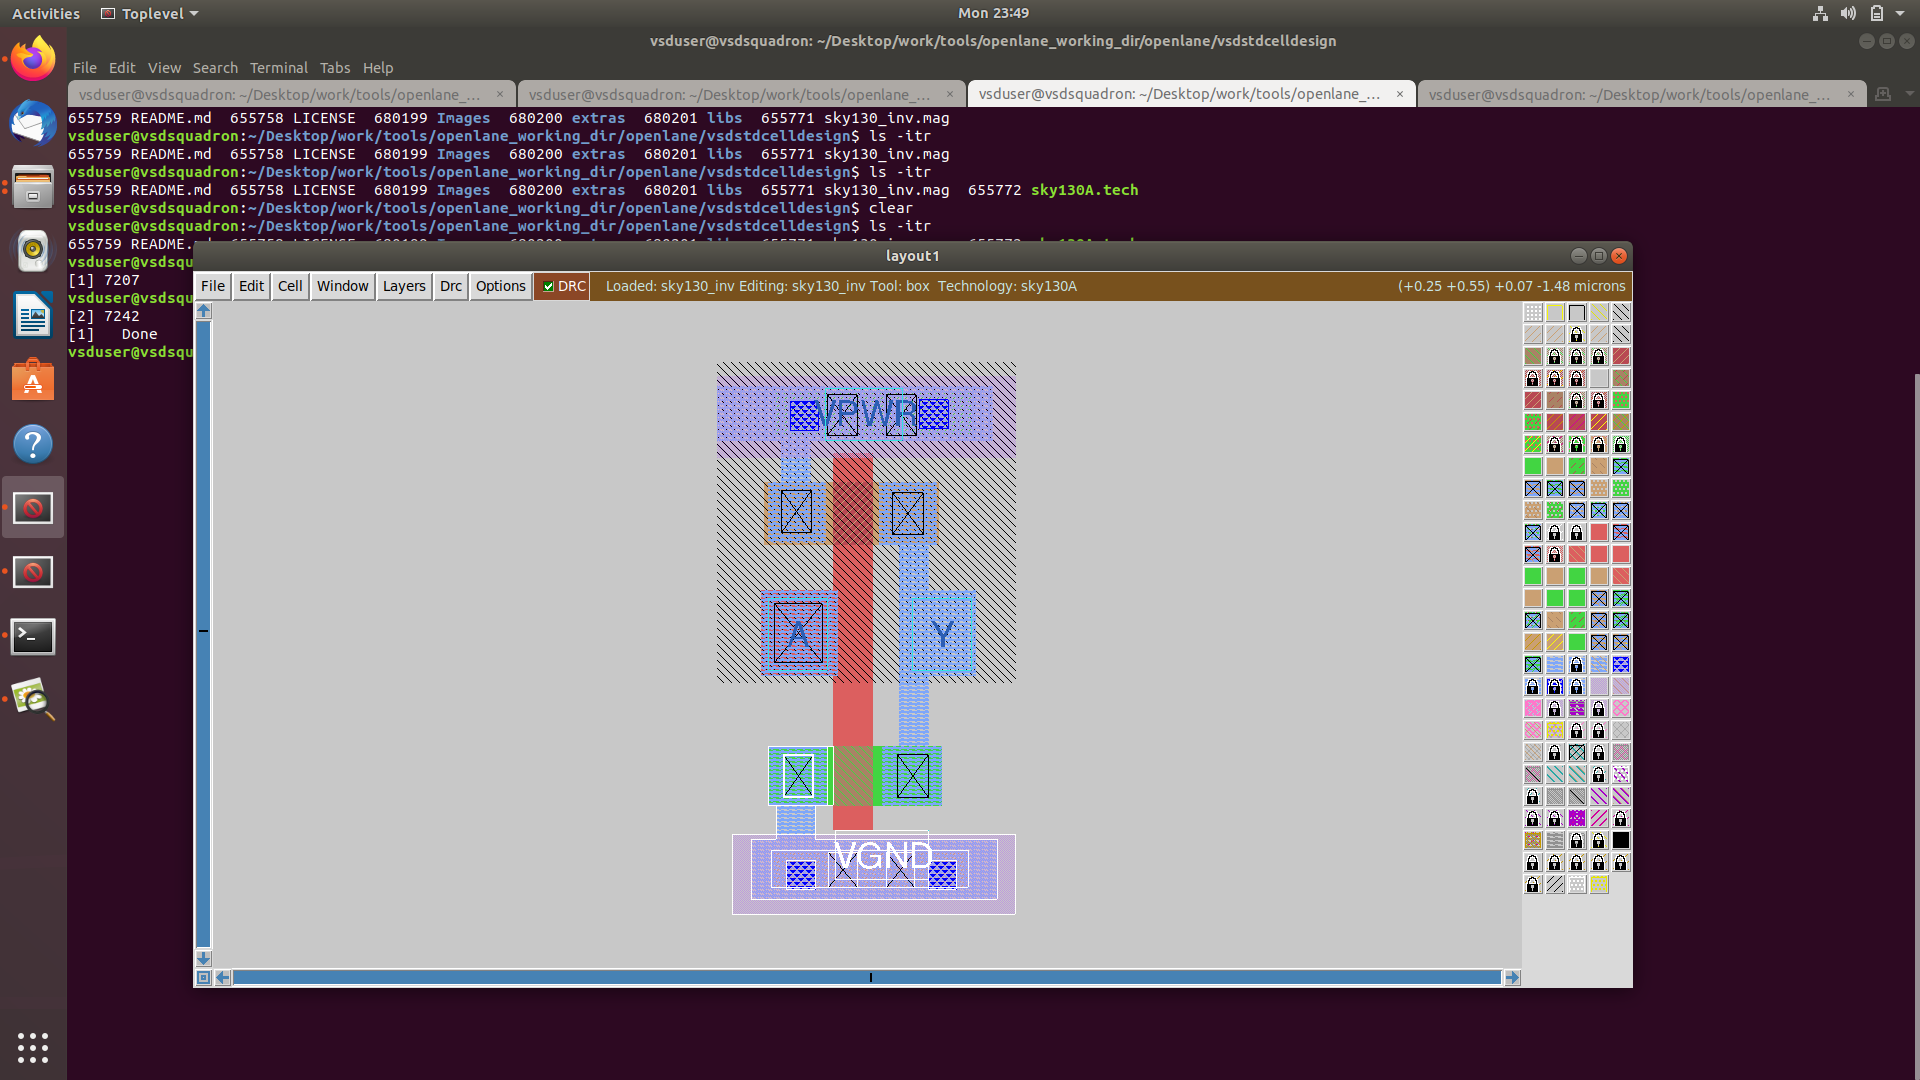 Activities Toplevel Mon 23:49
vsduser@vsdsquadron: ~/Desktop/work/tools/openlane_working_dir/openlane/vsdstdcelldesign
File Edit View Search Terminal Tabs Help
vsduser@vsdsquadron: ~/Desktop/work/tools/openlane_... × vsduser@vsdsquadron: ~/Desktop/work/tools/openlane_... × vsduser@vsdsquadron: ~/Desktop/work/tools/openlane_... × vsduser@vsdsquadron: ~/Desktop/work/tools/openlane_... ×
655759 README.md 655758 LICENSE 680199 Images 680200 extras 680201 libs 655771 sky130_inv.mag
vsduser@vsdsquadron:~/Desktop/work/tools/openlane_working_dir/openlane/vsdstdcelldesign$ ls -itr
655759 README.md 655758 LICENSE 680199 Images 680200 extras 680201 libs 655771 sky130_inv.mag
vsduser@vsdsquadron:~/Desktop/work/tools/openlane_working_dir/openlane/vsdstdcelldesign$ ls -itr
655759 README.md 655758 LICENSE 680199 Images 680200 extras 680201 libs 655771 sky130_inv.mag 655772 sky130A.tech
vsduser@vsdsquadron:~/Desktop/work/tools/openlane_working_dir/openlane/vsdstdcelldesign$ clear
vsduser@vsdsquadron:~/Desktop/work/tools/openlane_working_dir/openlane/vsdstdcelldesign$ ls -itr
655759 README.
vsduser@vsdsqu
[1] 7207
vsduser@vsdsqu
[2] 7242
[1] Done
vsduser@vsdsqu
layout1
File Edit Cell Window Layers Drc Options DRC Loaded: sky130_inv Editing: sky130_inv Tool: box Technology: sky130A (+0.25 +0.55) +0.07 -1.48 microns
VPWR
A Y
VGND